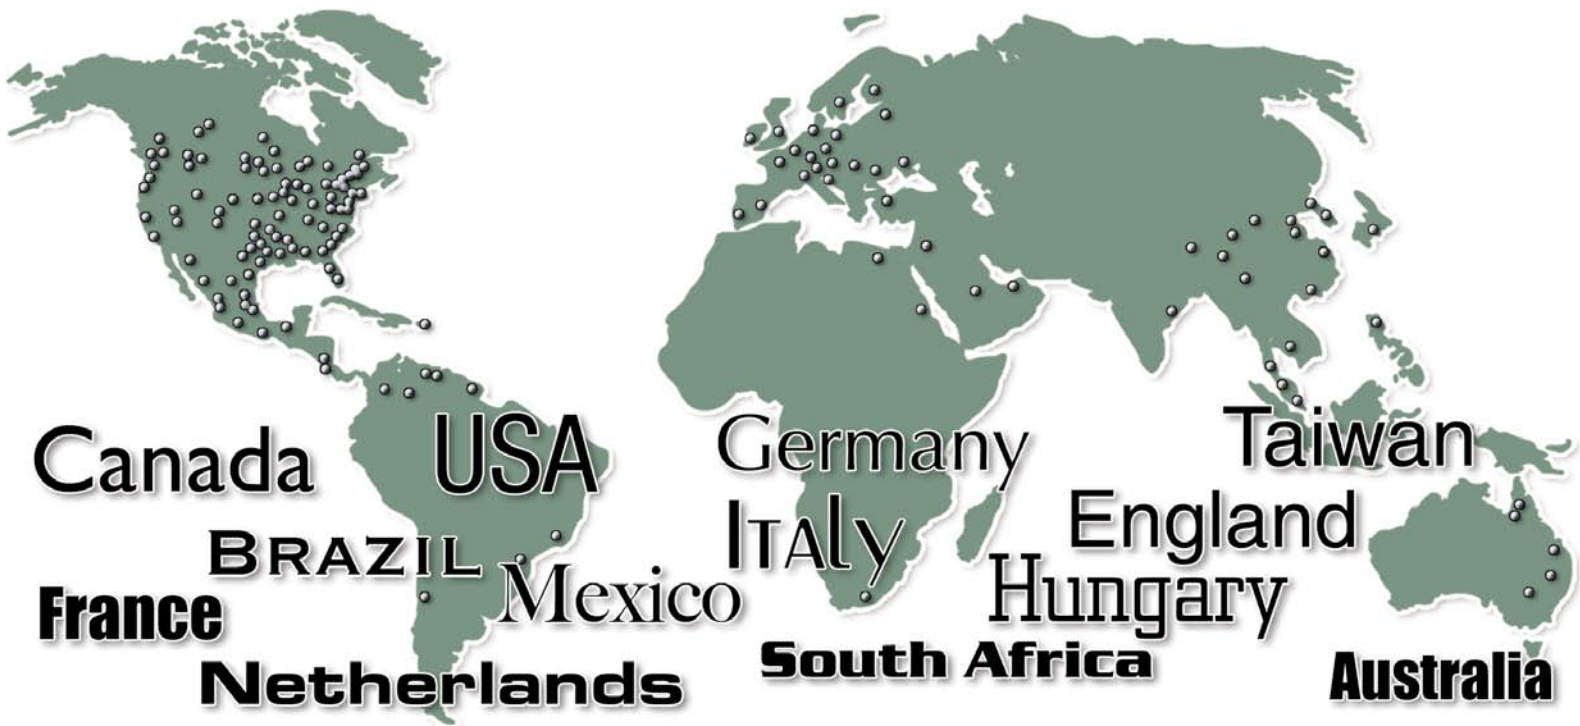 Canada
USA
Germany
Taiwan
BRAZIL
ITAly
England
France
Mexico
Hungary
Netherlands
South Africa
Australia